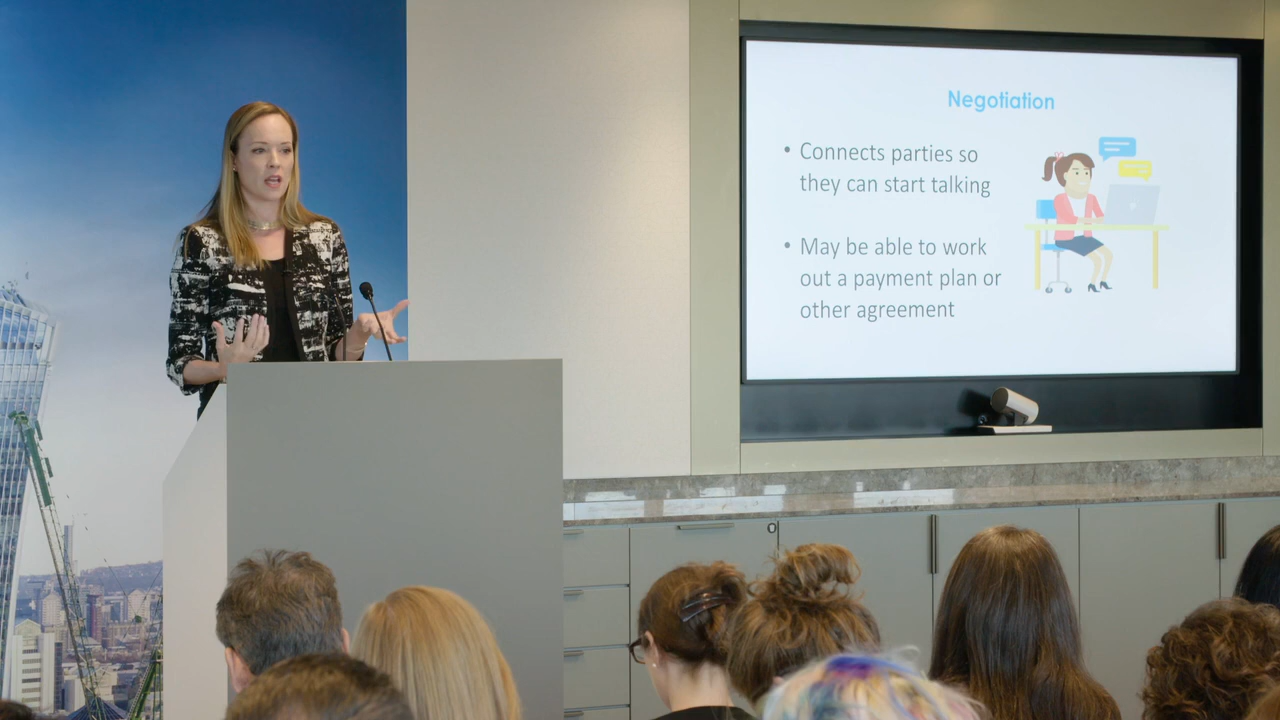 Negotiation
• Connects parties so
they can start talking
• May be able to work
out a payment plan or
other agreement